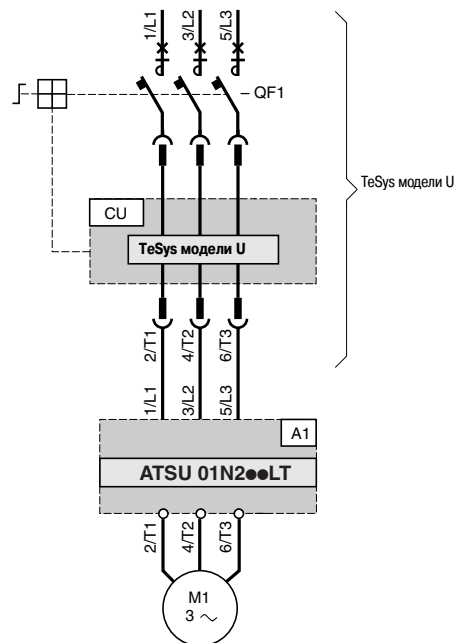 1/L1
3/L2
5/L3
QF1
TeSys модели U
CU
TeSys модели U
2/T1
4/T2
6/T3
1/L1
3/L2
5/L3
A1
ATSU 01N2●●LT
2/T1
4/T2
6/T3
M1
3 ~